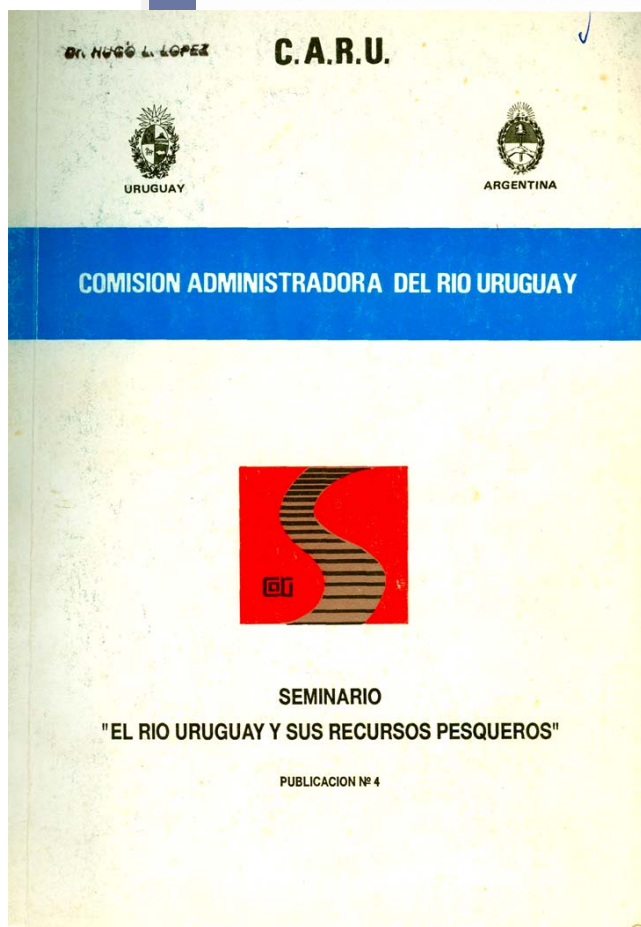 Dr. HUGO L. LOPEZ
C.A.R.U.
URUGUAY
ARGENTINA
COMISION ADMINISTRADORA DEL RIO URUGUAY
SEMINARIO
"EL RIO URUGUAY Y SUS RECURSOS PESQUEROS"
PUBLICACION Nº 4